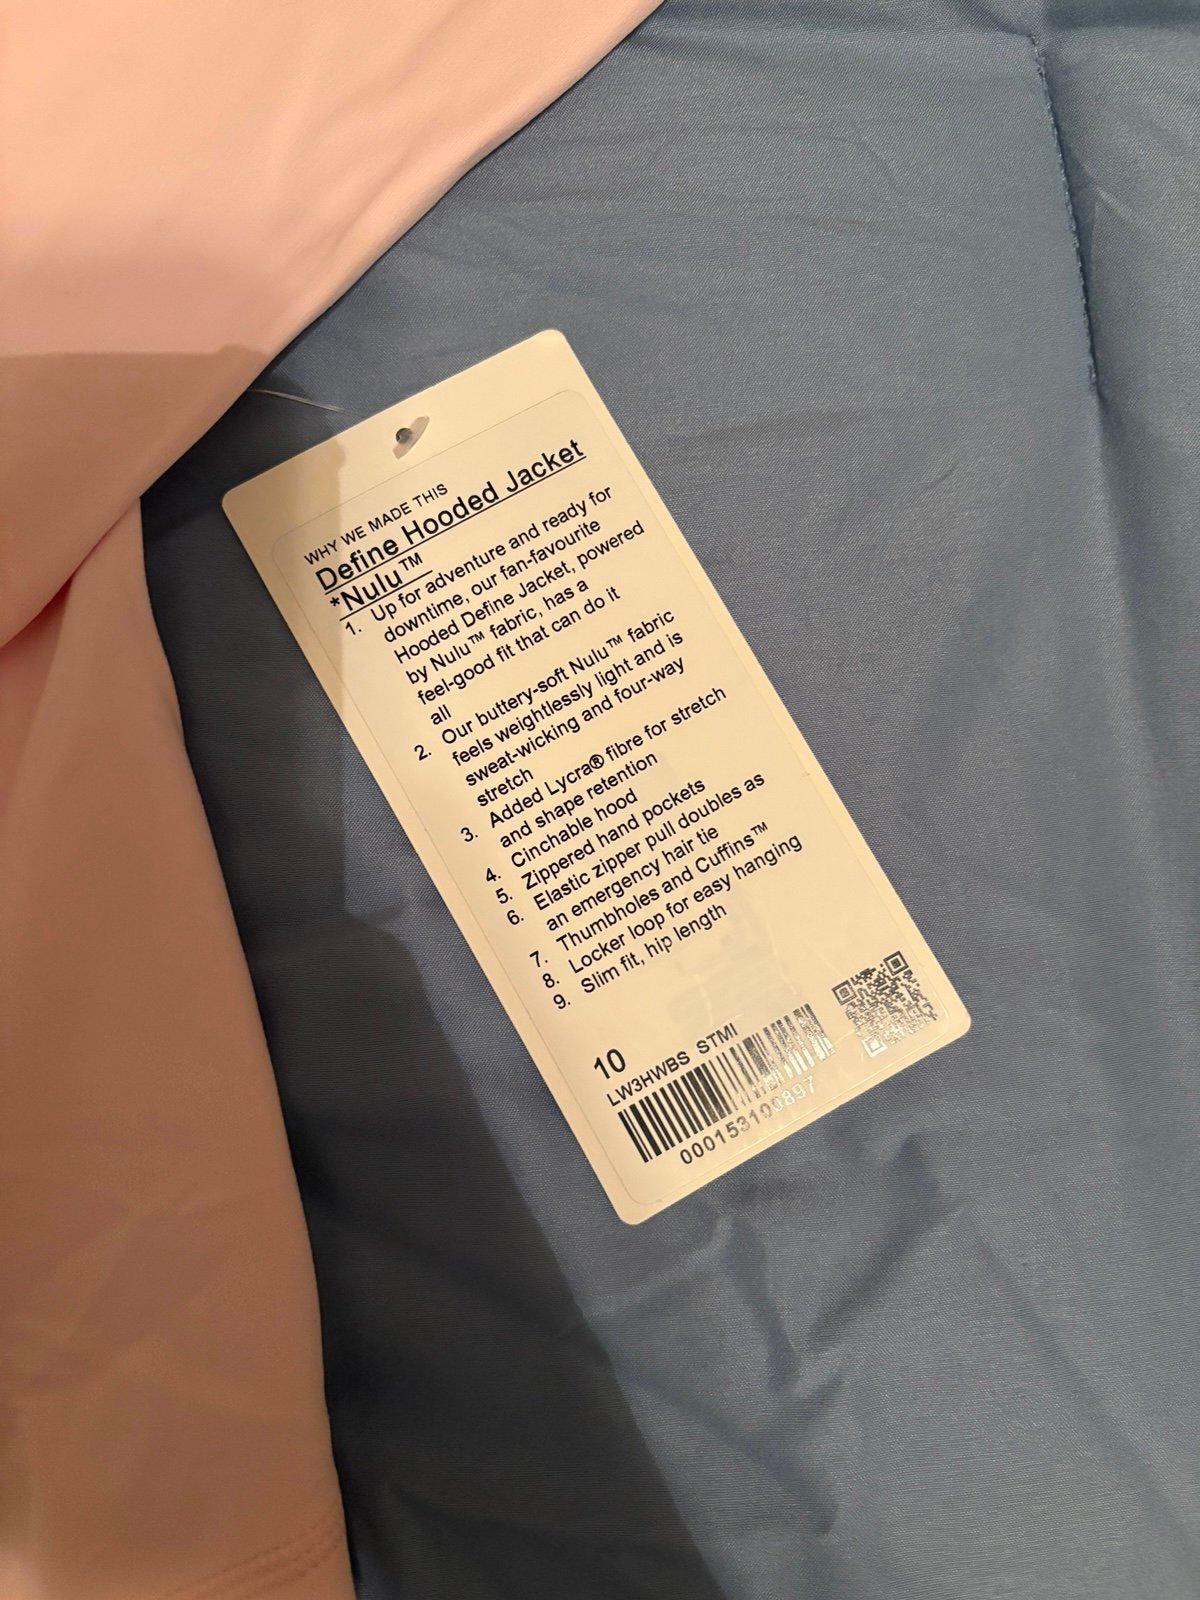 WHY WE MADE THIS
Define Hooded Jacket
*Nulu™
1. Up for adventure and ready for
downtime, our fan-favourite
Hooded Define Jacket, powered
by Nulu™ fabric, has a
feel-good fit that can do it
all
2. Our buttery-soft Nulu™ fabric
feels weightlessly light and is
sweat-wicking and four-way
stretch
3. Added Lycra® fibre for stretch
and shape retention
4. Cinchable hood
5. Zippered hand pockets
6. Elastic zipper pull doubles as
an emergency hair tie
7. Thumbholes and Cuffins™
8. Locker loop for easy hanging
9. Slim fit, hip length
10
LW3HWBS STMI
000153100897